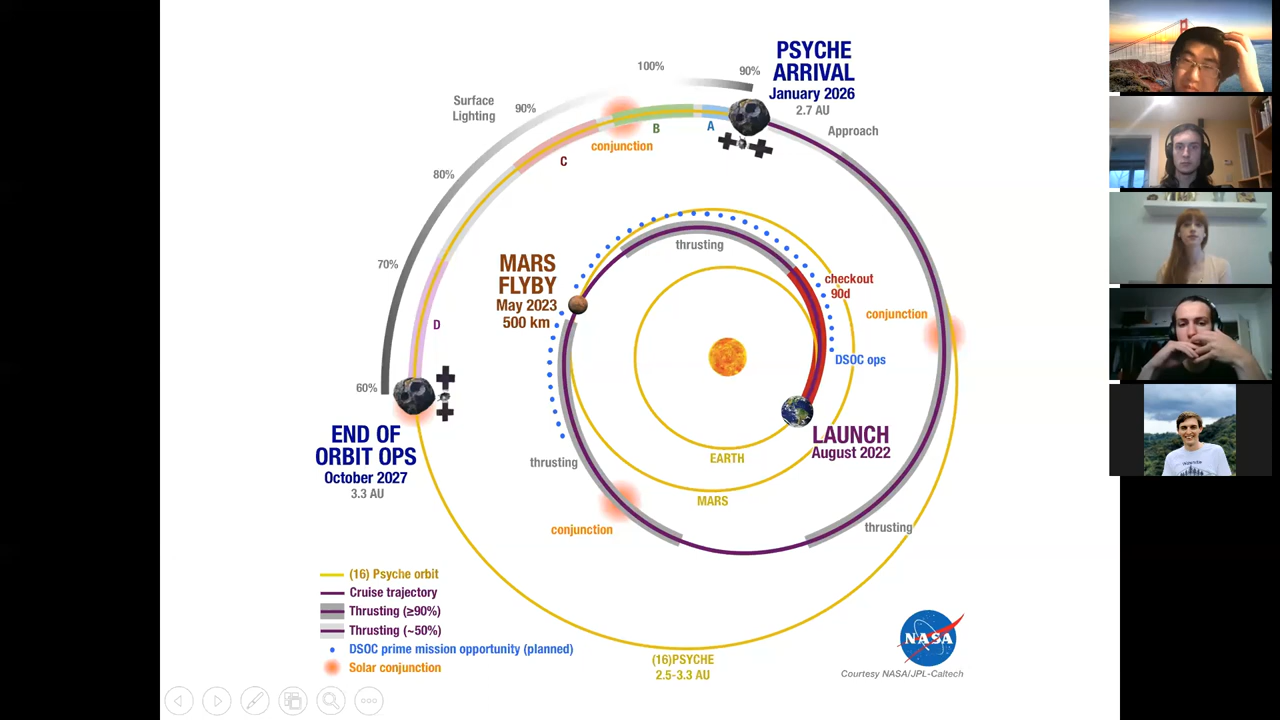 PSYCHE
ARRIVAL
January 2026
2.7 AU
100%
90%
Surface
Lighting
90%
80%
70%
60%
A
B
C
D
conjunction
Approach
thrusting
MARS
FLYBY
May 2023
500 km
checkout
90d
conjunction
DSOC ops
LAUNCH
August 2022
END OF
ORBIT OPS
October 2027
3.3 AU
thrusting
EARTH
MARS
conjunction
thrusting
(16) Psyche orbit
Cruise trajectory
Thrusting (≥90%)
Thrusting (~50%)
DSOC prime mission opportunity (planned)
Solar conjunction
(16)PSYCHE
2.5-3.3 AU
NASA
Courtesy NASA/JPL-Caltech